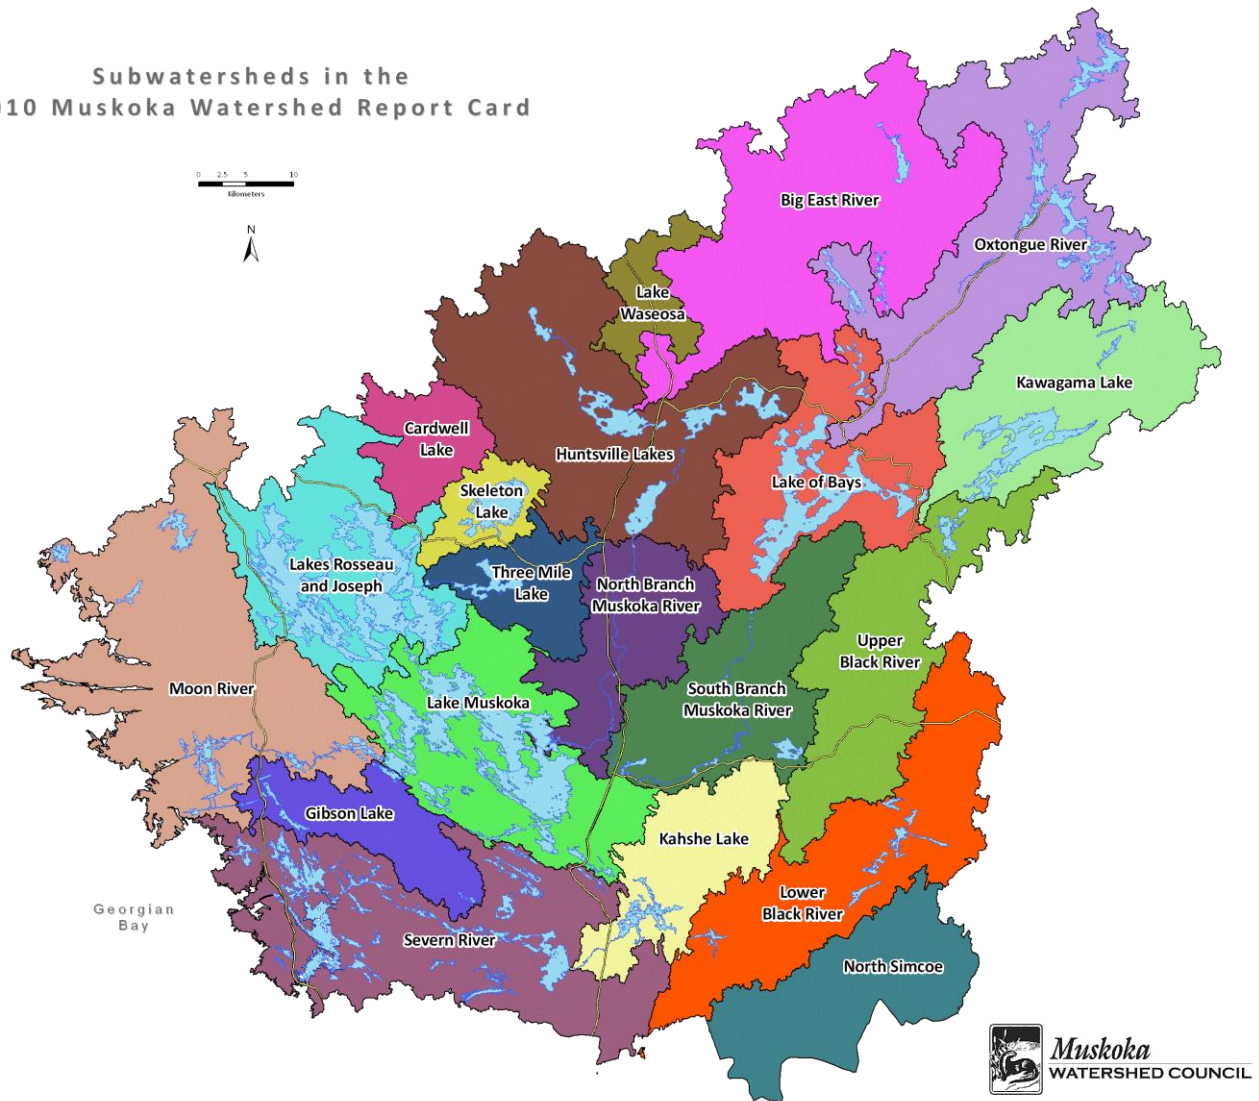 Subwatersheds in the
10 Muskoka Watershed Report Card
0 2.5 5 10
Kilometers
N
Big East River
Oxtongue River
Lake
Waseosa
Kawagama Lake
Cardwell
Lake
Huntsville Lakes
Skeleton
Lake
Lake of Bays
Lakes Rosseau
and Joseph
Three Mile
Lake
North Branch
Muskoka River
Upper
Black River
Moon River
Lake Muskoka
South Branch
Muskoka River
Gibson Lake
Kahshe Lake
Lower
Black River
Georgian
Bay
Severn River
North Simcoe
Muskoka
WATERSHED COUNCIL